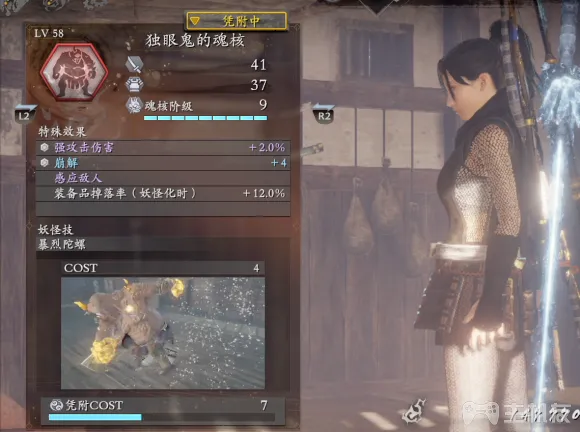 凭附中
LV 58
独眼鬼的魂核
41
37
魂核阶级 9
L2
R2
特殊效果
强攻击伤害 +2.0%
崩解 +4
感应敌人
装备品掉落率（妖怪化时） +12.0%
妖怪技
暴烈陀螺
COST 4
凭附COST 7